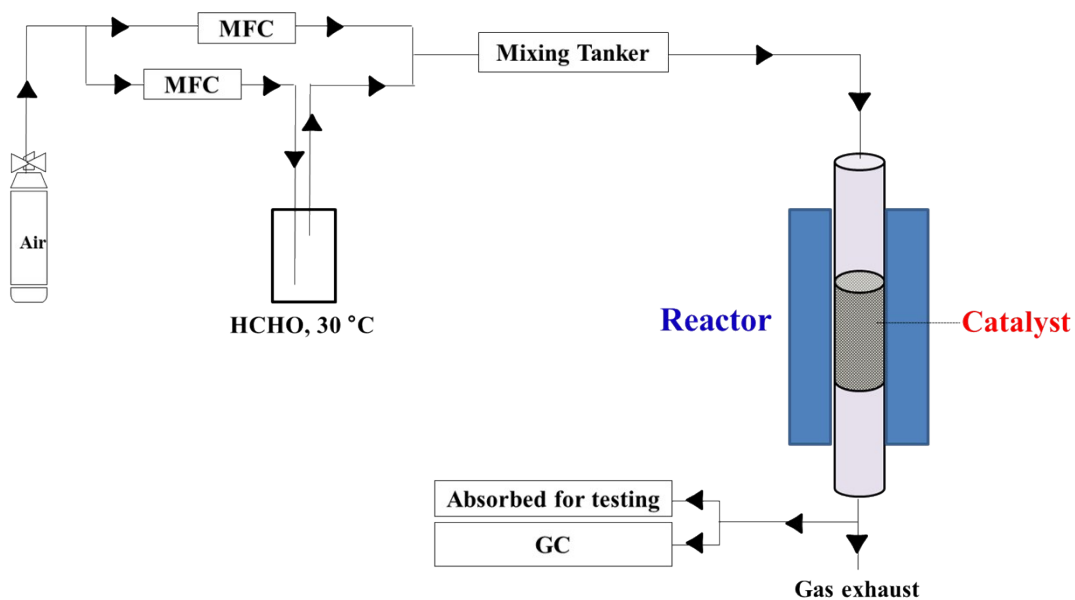 MFC
Mixing Tanker
MFC
Air
HCHO, 30 °C
Reactor
Catalyst
Absorbed for testing
GC
Gas exhaust